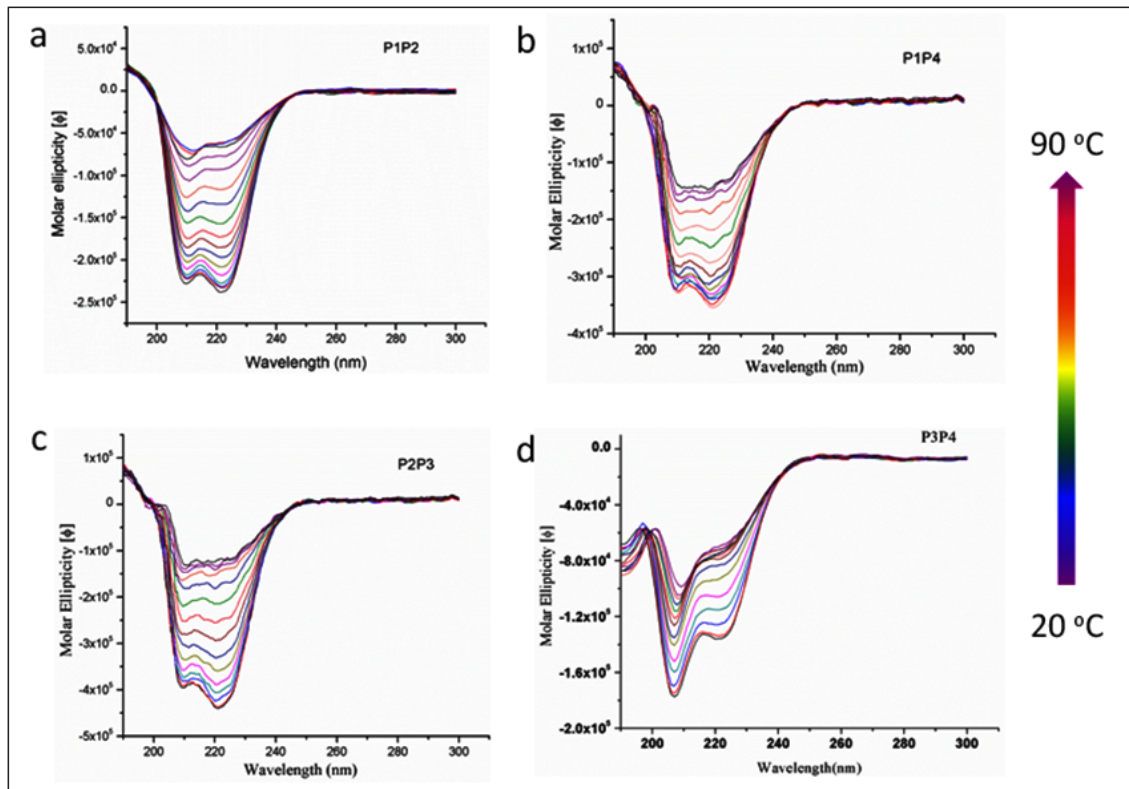 a
P1P2
5.0x10⁴
0.0
-5.0x10⁴
-1.0x10⁵
-1.5x10⁵
-2.0x10⁵
-2.5x10⁵
Molar ellipticity [ϕ]
200 220 240 260 280 300
Wavelength (nm)
b
P1P4
1x10⁵
0
-1x10⁵
-2x10⁵
-3x10⁵
-4x10⁵
Molar Ellipticity [ϕ]
200 220 240 260 280 300
Wavelength (nm)
90 °C
20 °C
c
P2P3
1x10⁵
0
-1x10⁵
-2x10⁵
-3x10⁵
-4x10⁵
-5x10⁵
Molar Ellipticity [ϕ]
200 220 240 260 280 300
Wavelength (nm)
d
P3P4
0.0
-4.0x10⁴
-8.0x10⁴
-1.2x10⁵
-1.6x10⁵
-2.0x10⁵
Molar Ellipticity [ϕ]
200 220 240 260 280 300
Wavelength(nm)